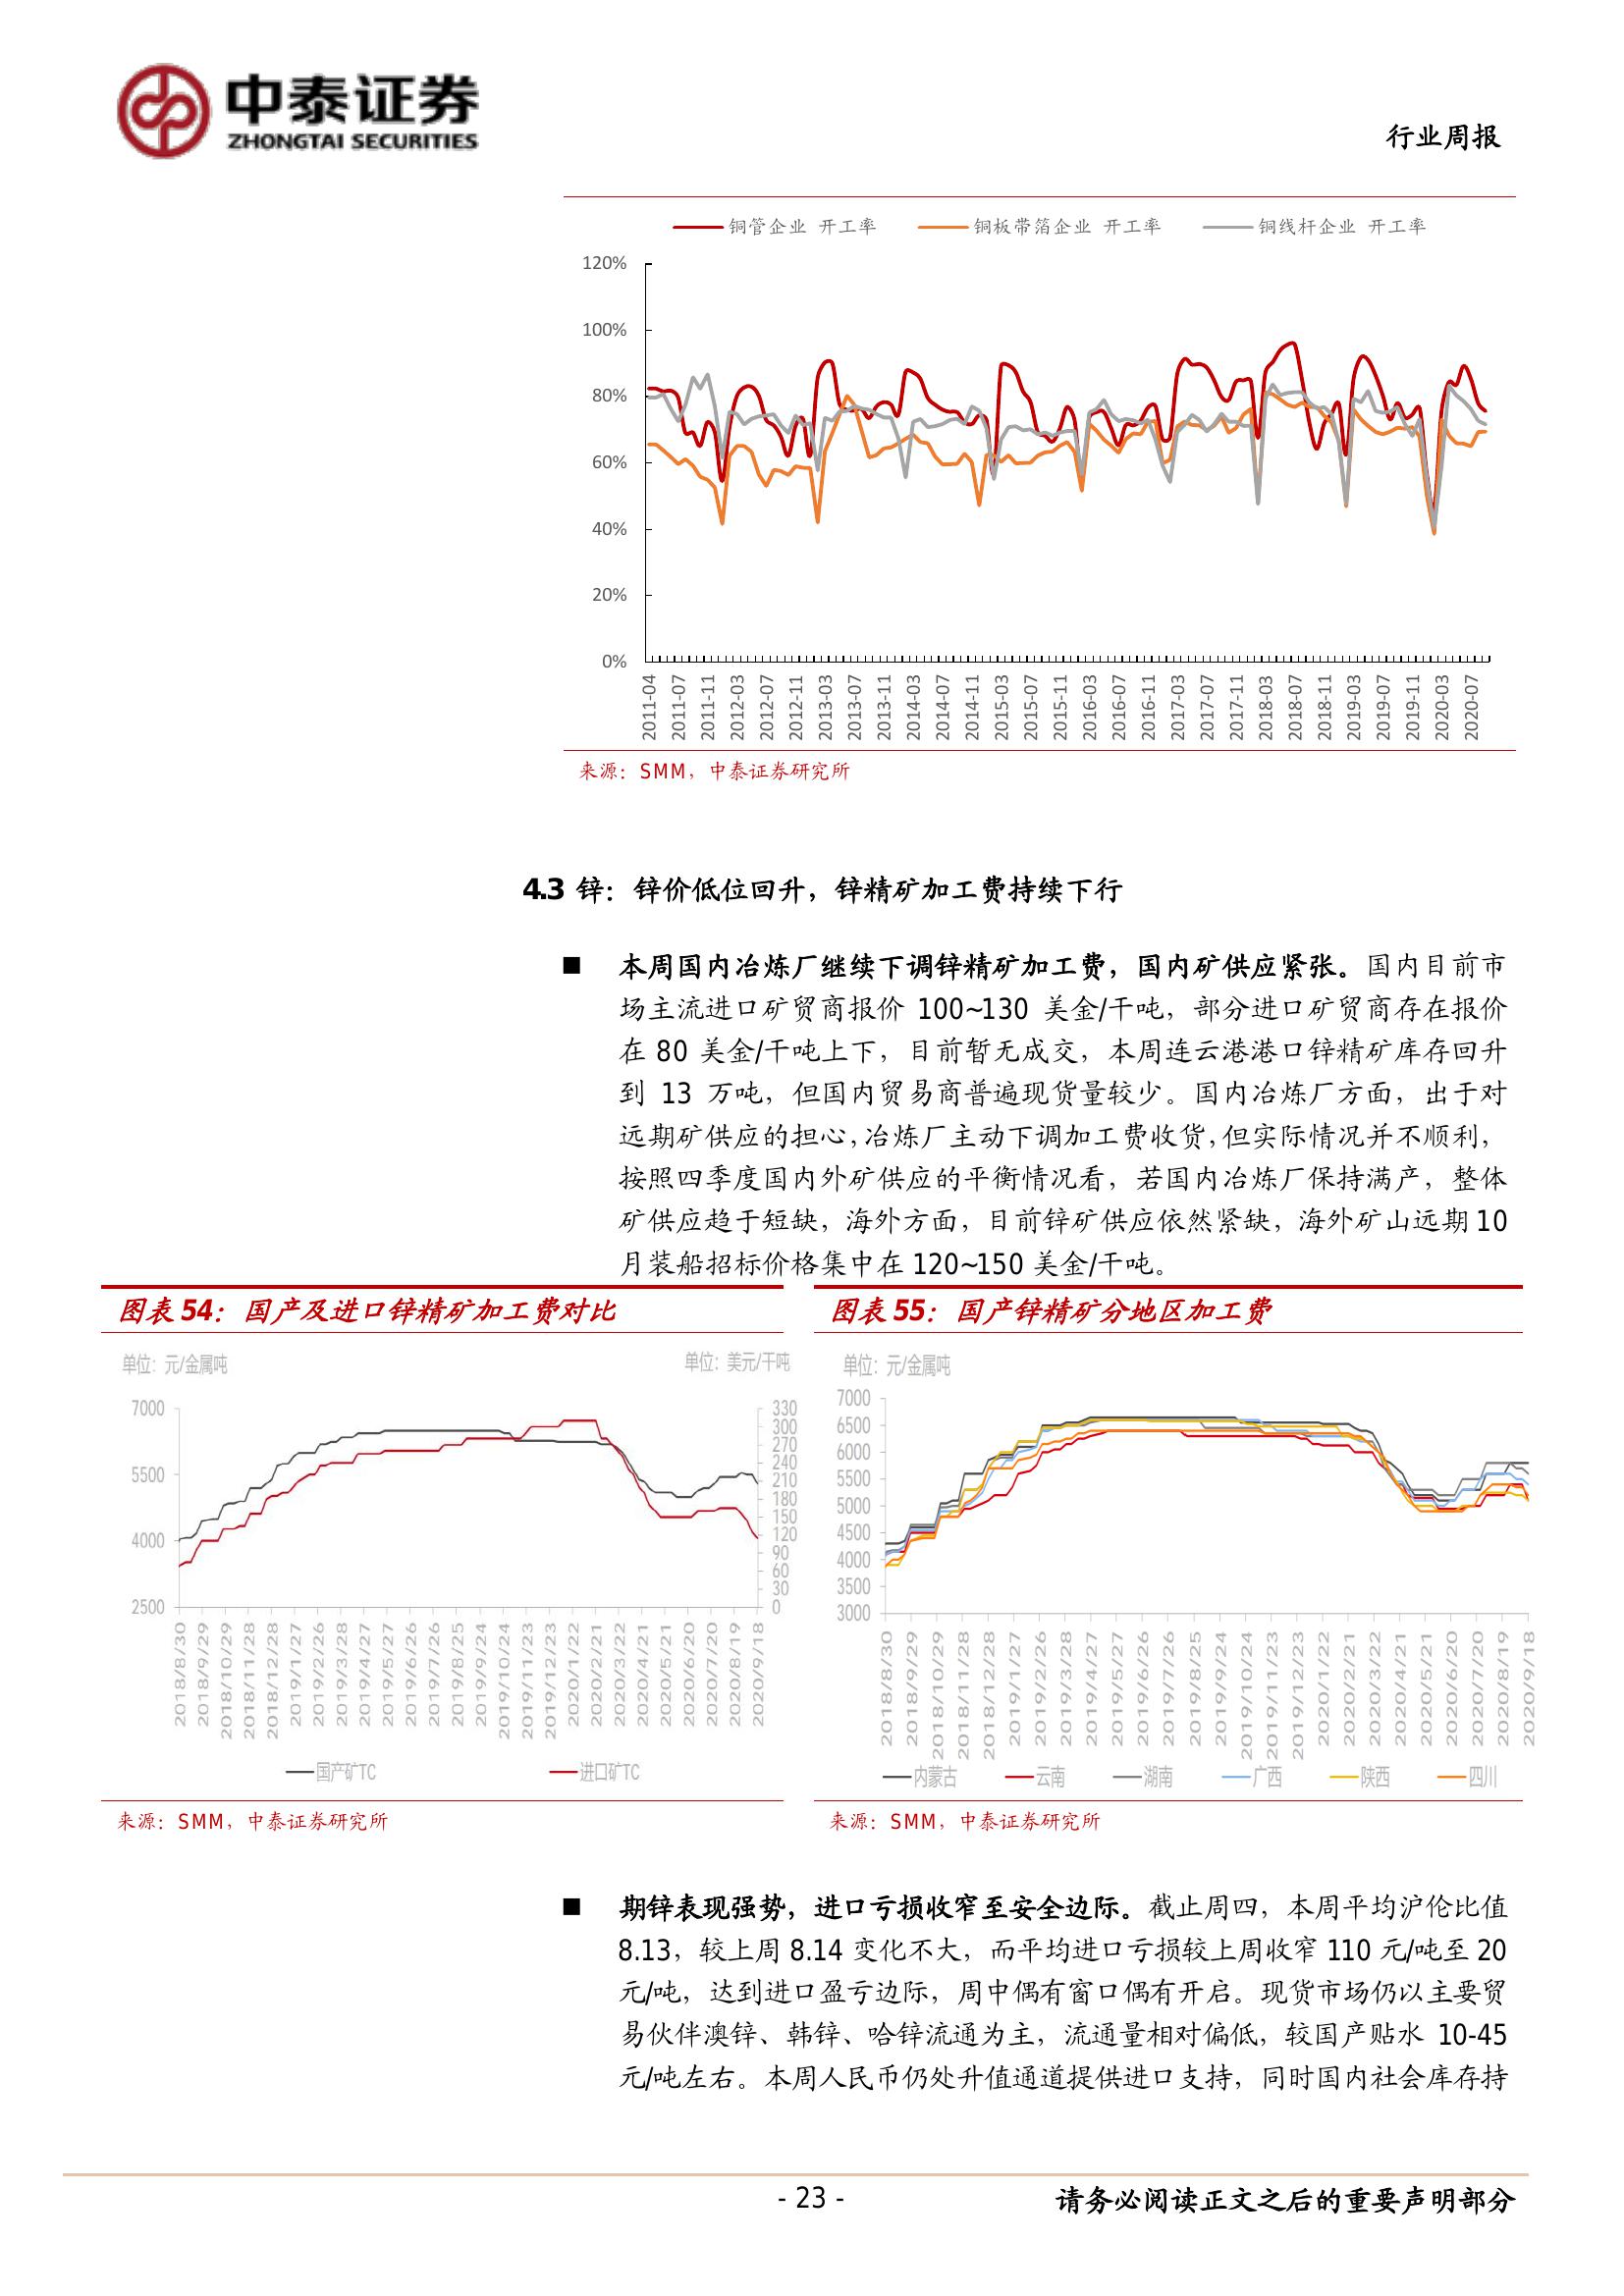 中泰证券
ZHONGTAI SECURITIES
行业周报
铜管企业 开工率 铜板带箔企业 开工率 铜线杆企业 开工率
120%
100%
80%
60%
40%
20%
0%
2011-04 2011-07 2011-11 2012-03 2012-07 2012-11 2013-03 2013-07 2013-11 2014-03 2014-07 2014-11 2015-03 2015-07 2015-11 2016-03 2016-07 2016-11 2017-03 2017-07 2017-11 2018-03 2018-07 2018-11 2019-03 2019-07 2019-11 2020-03 2020-07
来源：SMM，中泰证券研究所
4.3 锌：锌价低位回升，锌精矿加工费持续下行
■ 本周国内冶炼厂继续下调锌精矿加工费，国内矿供应紧张。国内目前市
场主流进口矿贸商报价 100~130 美金/干吨，部分进口矿贸商存在报价
在 80 美金/干吨上下，目前暂无成交，本周连云港港口锌精矿库存回升
到 13 万吨，但国内贸易商普遍现货量较少。国内冶炼厂方面，出于对
远期矿供应的担心,冶炼厂主动下调加工费收货,但实际情况并不顺利，
按照四季度国内外矿供应的平衡情况看，若国内冶炼厂保持满产，整体
矿供应趋于短缺，海外方面，目前锌矿供应依然紧缺，海外矿山远期 10
月装船招标价格集中在 120~150 美金/干吨。
图表 54：国产及进口锌精矿加工费对比
单位：元/金属吨 单位：美元/干吨
7000
5500
4000
2500
330
300
270
240
210
180
150
120
90
60
30
0
2018/8/30 2018/9/29 2018/10/29 2018/11/28 2018/12/28 2019/1/27 2019/2/26 2019/3/28 2019/4/27 2019/5/27 2019/6/26 2019/7/26 2019/8/25 2019/9/24 2019/10/24 2019/11/23 2019/12/23 2020/1/22 2020/2/21 2020/3/22 2020/4/21 2020/5/21 2020/6/20 2020/7/20 2020/8/19 2020/9/18
国产矿TC 进口矿TC
来源：SMM，中泰证券研究所
图表 55：国产锌精矿分地区加工费
单位：元/金属吨
7000
6500
6000
5500
5000
4500
4000
3500
3000
2018/8/30 2018/9/29 2018/10/29 2018/11/28 2018/12/28 2019/1/27 2019/2/26 2019/3/28 2019/4/27 2019/5/27 2019/6/26 2019/7/26 2019/8/25 2019/9/24 2019/10/24 2019/11/23 2019/12/23 2020/1/22 2020/2/21 2020/3/22 2020/4/21 2020/5/21 2020/6/20 2020/7/20 2020/8/19 2020/9/18
内蒙古 云南 湖南 广西 陕西 四川
来源：SMM，中泰证券研究所
■ 期锌表现强势，进口亏损收窄至安全边际。截止周四，本周平均沪伦比值
8.13，较上周 8.14 变化不大，而平均进口亏损较上周收窄 110 元/吨至 20
元/吨，达到进口盈亏边际，周中偶有窗口偶有开启。现货市场仍以主要贸
易伙伴澳锌、韩锌、哈锌流通为主，流通量相对偏低，较国产贴水 10-45
元/吨左右。本周人民币仍处升值通道提供进口支持，同时国内社会库存持
- 23 -
请务必阅读正文之后的重要声明部分